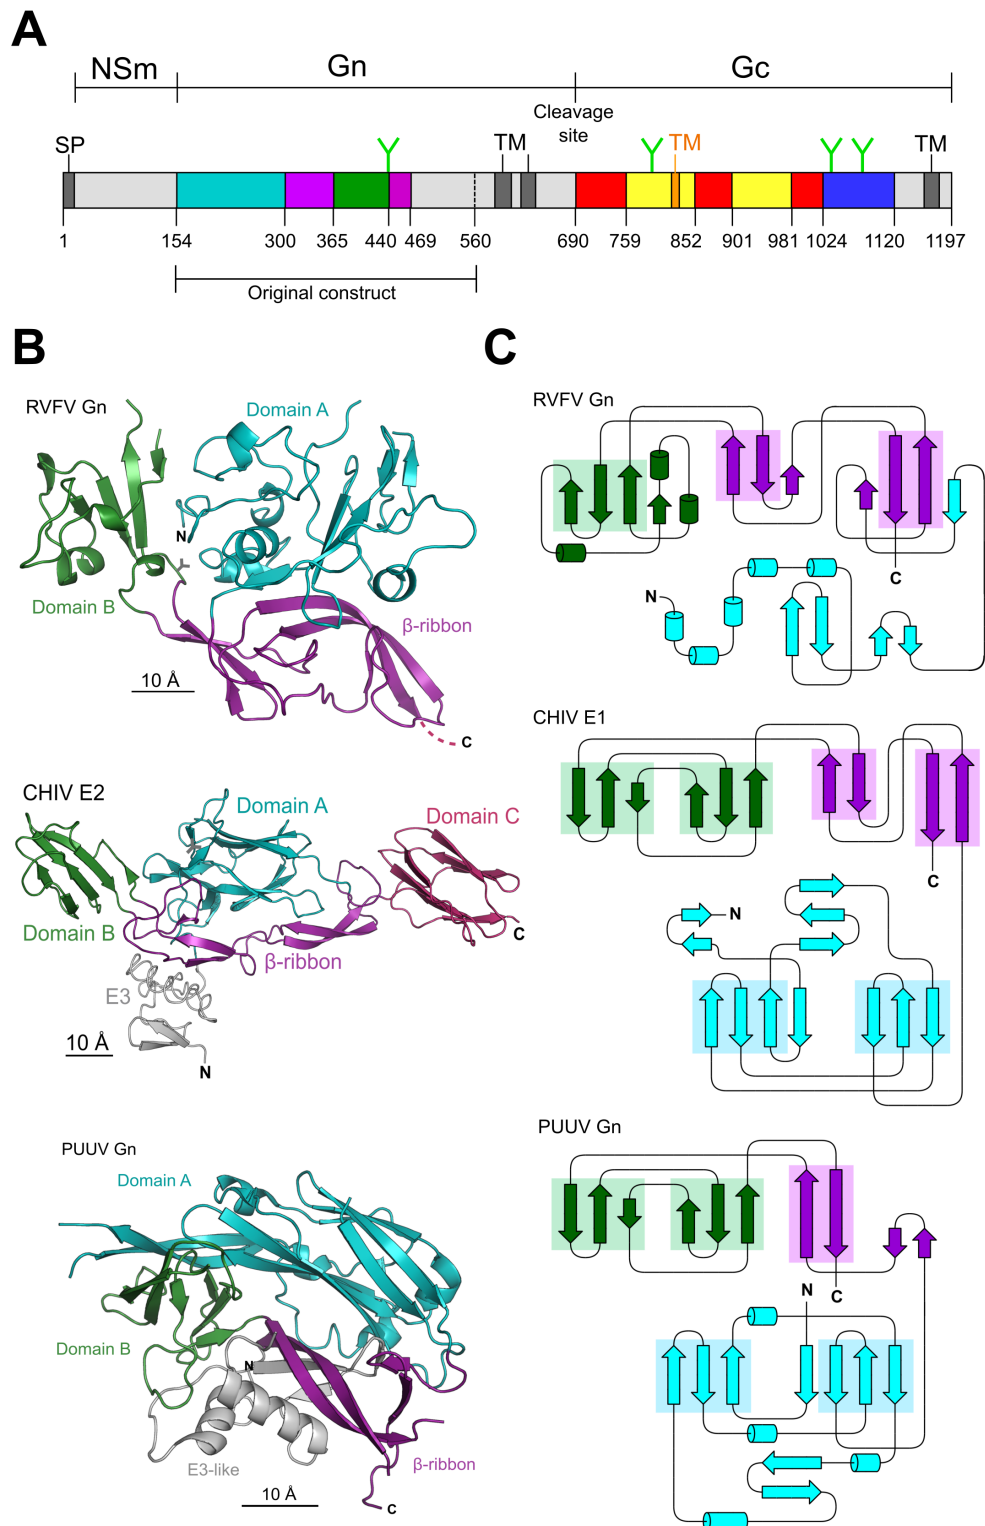 A
NSm
Gn
Gc
Cleavage
site
SP
TM
TM
TM
1
154
300
365
440
469
560
690
759
852
901
981
1024
1120
1197
Original construct
B
C
RVFV Gn
Domain A
N
Domain B
β-ribbon
10 Å
C
RVFV Gn
C
N
CHIV E2
Domain A
Domain C
Domain B
β-ribbon
C
E3
10 Å
N
CHIV E1
C
N
PUUV Gn
Domain A
Domain B
N
E3-like
β-ribbon
10 Å
C
PUUV Gn
N
C